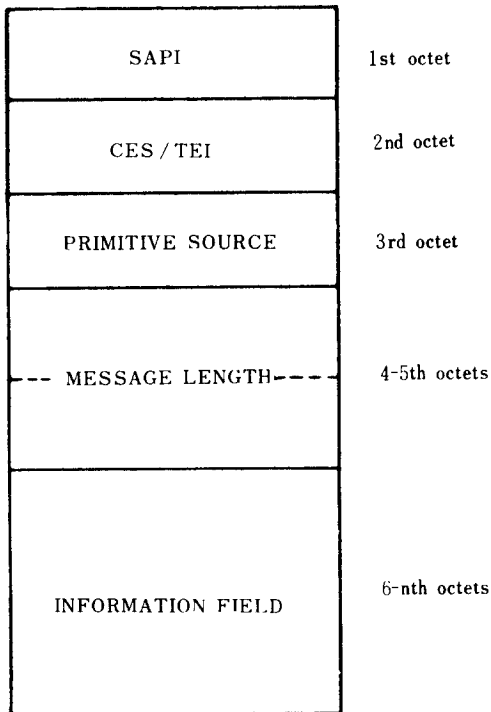 SAPI 1st octet
CES / TEI 2nd octet
PRIMITIVE SOURCE 3rd octet
MESSAGE LENGTH 4-5th octets
INFORMATION FIELD 6-nth octets